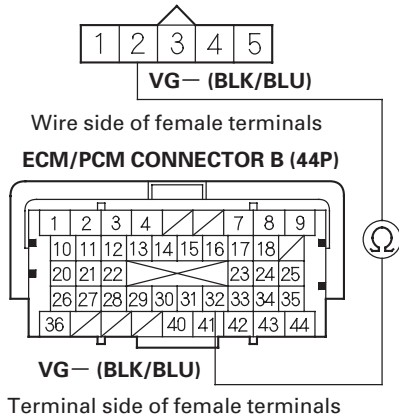 1 2 3 4 5
VG− (BLK/BLU)
Wire side of female terminals
ECM/PCM CONNECTOR B (44P)
1 2 3 4 7 8 9
Ω
10 11 12 13 14 15 16 17 18
20 21 22 23 24 25
26 27 28 29 30 31 32 33 34 35
36 40 41 42 43 44
VG− (BLK/BLU)
Terminal side of female terminals